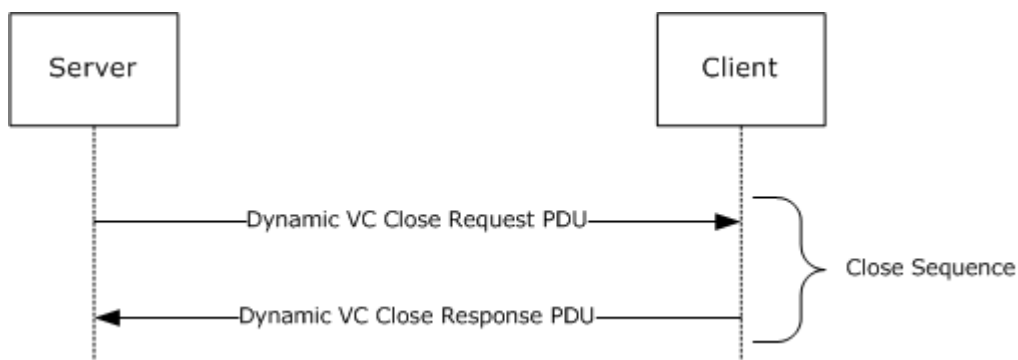 Server
Client
Dynamic VC Close Request PDU
Close Sequence
Dynamic VC Close Response PDU